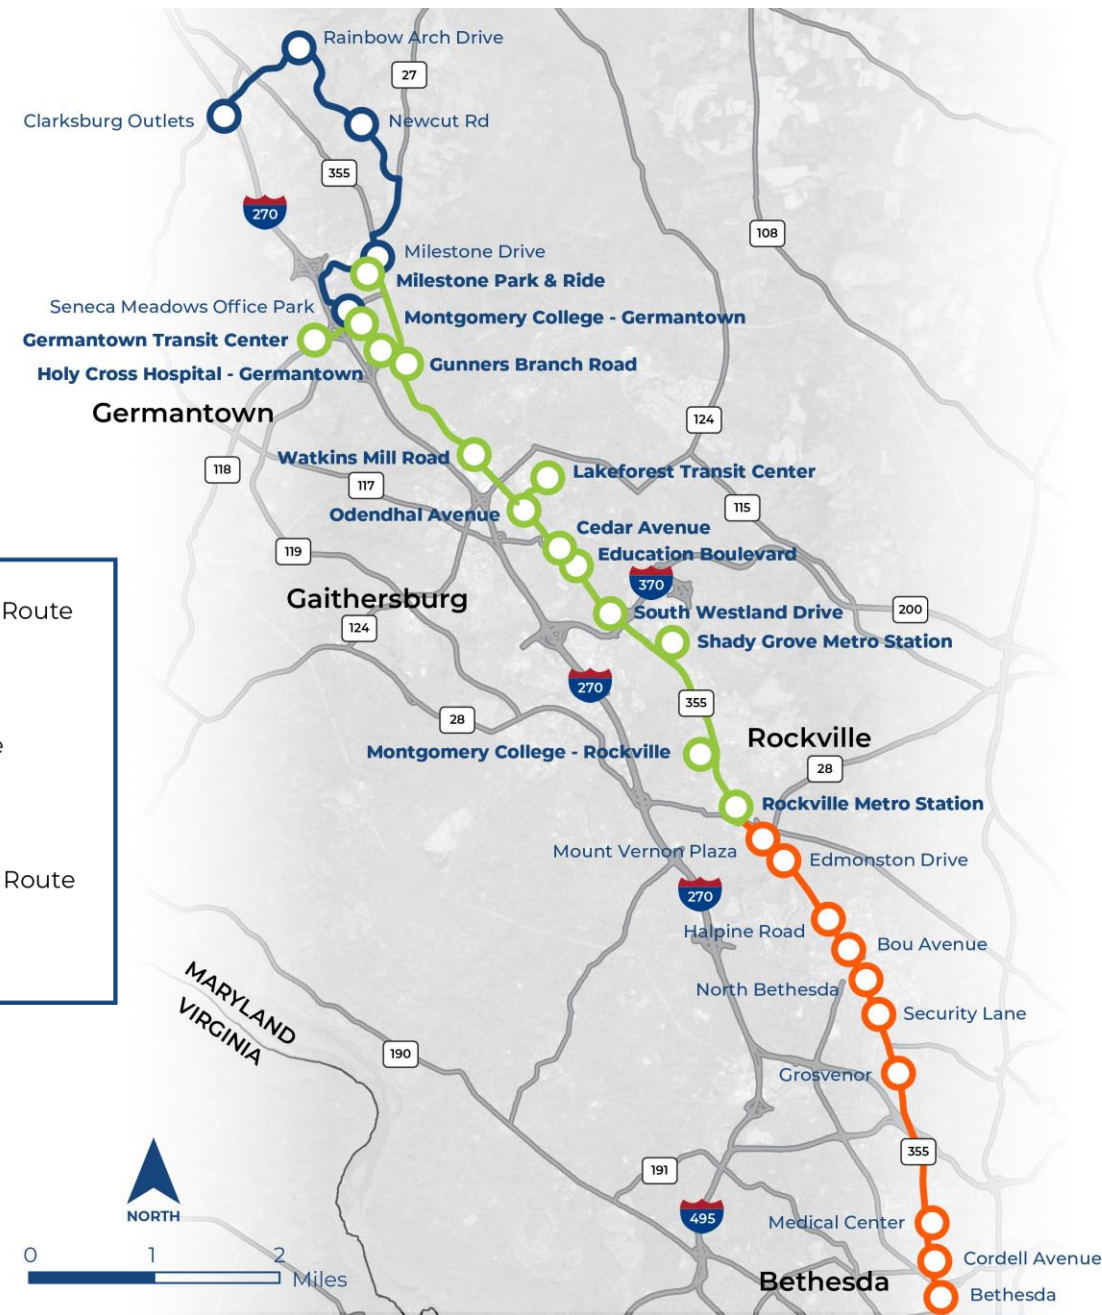 Rainbow Arch Drive
27
Clarksburg Outlets
Newcut Rd
355
270
108
Milestone Drive
Milestone Park & Ride
Seneca Meadows Office Park
Montgomery College - Germantown
Germantown Transit Center
Gunners Branch Road
Holy Cross Hospital - Germantown
Germantown
124
Watkins Mill Road
118
Lakeforest Transit Center
117
115
Odendhal Avenue
Cedar Avenue
119
Education Boulevard
370
Route
Gaithersburg
200
South Westland Drive
124
Shady Grove Metro Station
270
355
28
Rockville
Montgomery College - Rockville
e
28
Rockville Metro Station
Mount Vernon Plaza
Edmonston Drive
Route
270
Halpine Road
Bou Avenue
North Bethesda
MARYLAND
VIRGINIA
Security Lane
190
Grosvenor
355
191
NORTH
495
Medical Center
0 1 2
Miles
Cordell Avenue
Bethesda
Bethesda